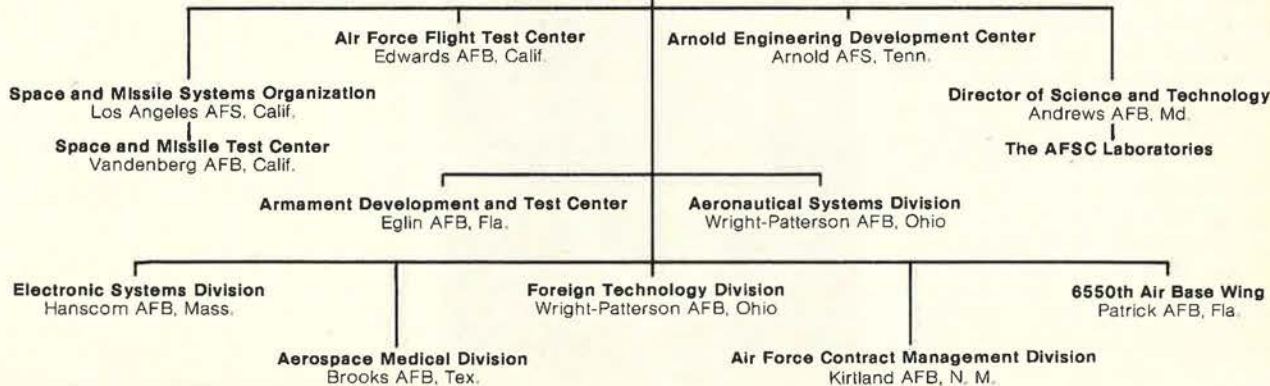 Air Force Flight Test Center
Edwards AFB, Calif.
Arnold Engineering Development Center
Arnold AFS, Tenn.
Space and Missile Systems Organization
Los Angeles AFS, Calif.
Director of Science and Technology
Andrews AFB, Md.
Space and Missile Test Center
Vandenberg AFB, Calif.
The AFSC Laboratories
Armament Development and Test Center
Eglin AFB, Fla.
Aeronautical Systems Division
Wright-Patterson AFB, Ohio
Electronic Systems Division
Hanscom AFB, Mass.
Foreign Technology Division
Wright-Patterson AFB, Ohio
6550th Air Base Wing
Patrick AFB, Fla.
Aerospace Medical Division
Brooks AFB, Tex.
Air Force Contract Management Division
Kirtland AFB, N. M.